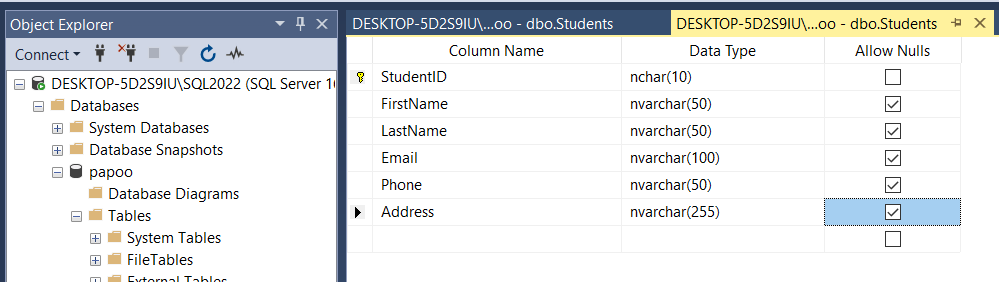 Object Explorer
Connect
DESKTOP-5D2S9IU\SQL2022 (SQL Server 16
Databases
System Databases
Database Snapshots
papoo
Database Diagrams
Tables
System Tables
FileTables
External Tables
DESKTOP-5D2S9IU\...oo - dbo.Students
DESKTOP-5D2S9IU\...oo - dbo.Students
Column Name Data Type Allow Nulls
StudentID nchar(10)
FirstName nvarchar(50)
LastName nvarchar(50)
Email nvarchar(100)
Phone nvarchar(50)
Address nvarchar(255)